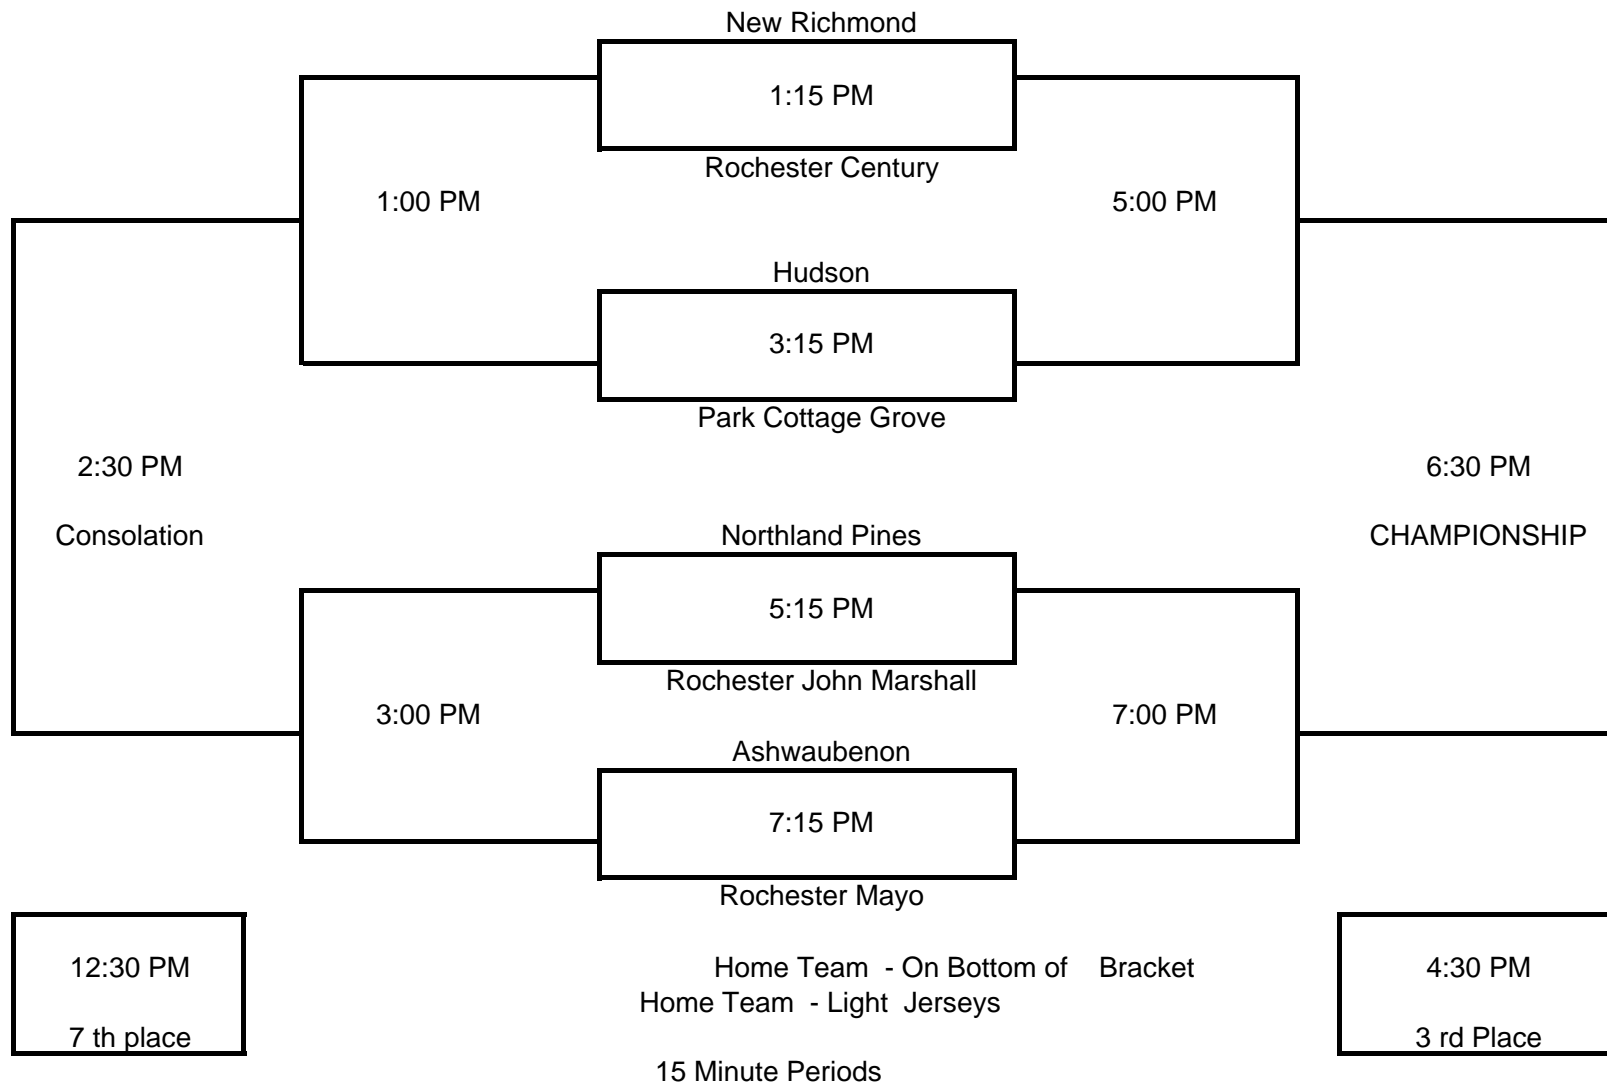 New Richmond
1:15 PM
Rochester Century
1:00 PM
5:00 PM
Hudson
3:15 PM
Park Cottage Grove
2:30 PM
6:30 PM
Consolation
Northland Pines
CHAMPIONSHIP
5:15 PM
Rochester John Marshall
3:00 PM
7:00 PM
Ashwaubenon
7:15 PM
Rochester Mayo
12:30 PM
Home Team - On Bottom of Bracket
4:30 PM
Home Team - Light Jerseys
7 th place
3 rd Place
15 Minute Periods